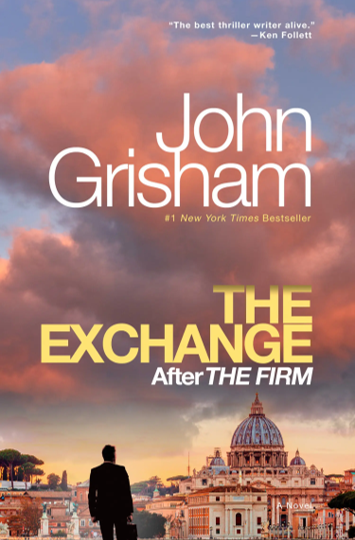 “The best thriller writer alive.”
—Ken Follett
John
Grisham
#1 New York Times Bestseller
THE
EXCHANGE
After THE FIRM
A Novel